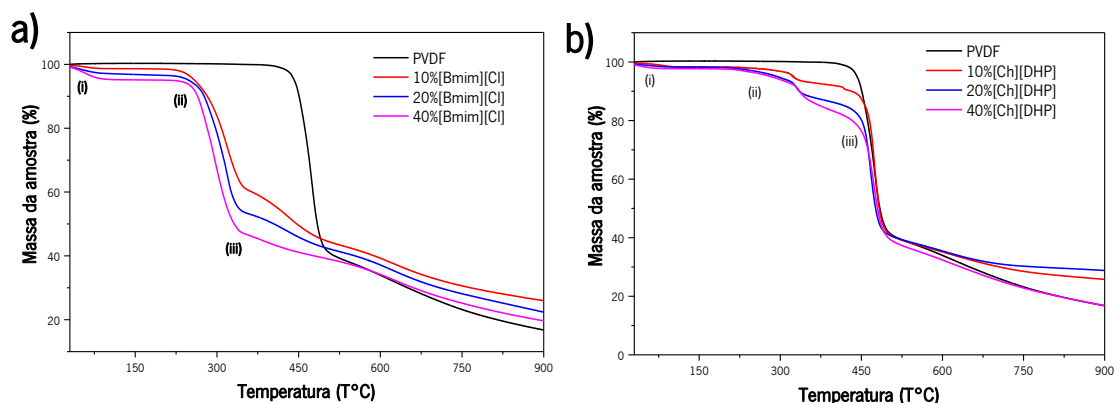 a)
Massa da amostra (%)
100
80
60
40
20
(i)
(ii)
(iii)
PVDF
10%[Bmim][Cl]
20%[Bmim][Cl]
40%[Bmim][Cl]
150
300
450
600
750
900
Temperatura (T°C)
b)
Massa da amostra (%)
100
80
60
40
20
0
(i)
(ii)
(iii)
PVDF
10%[Ch][DHP]
20%[Ch][DHP]
40%[Ch][DHP]
150
300
450
600
750
900
Temperatura (T°C)